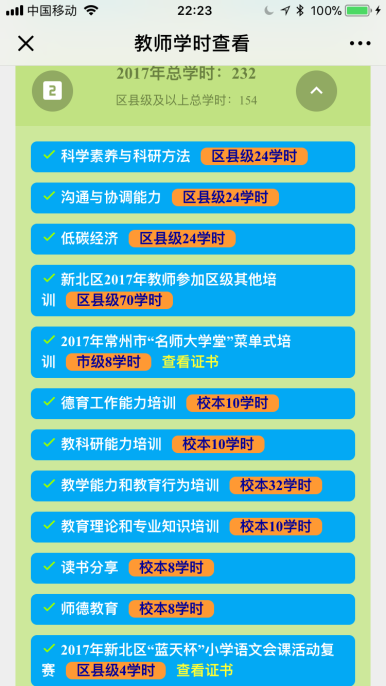 中国移动 22:23 100%
教师学时查看
2 2017年总学时：232
区县级及以上总学时：154
科学素养与科研方法 区县级24学时
沟通与协调能力 区县级24学时
低碳经济 区县级24学时
新北区2017年教师参加区级其他培
训 区县级70学时
2017年常州市“名师大学堂”菜单式培
训 市级8学时 查看证书
德育工作能力培训 校本10学时
教科研能力培训 校本10学时
教学能力和教育行为培训 校本32学时
教育理论和专业知识培训 校本10学时
读书分享 校本8学时
师德教育 校本8学时
2017年新北区“蓝天杯”小学语文会课活动复
赛 区县级4学时 查看证书